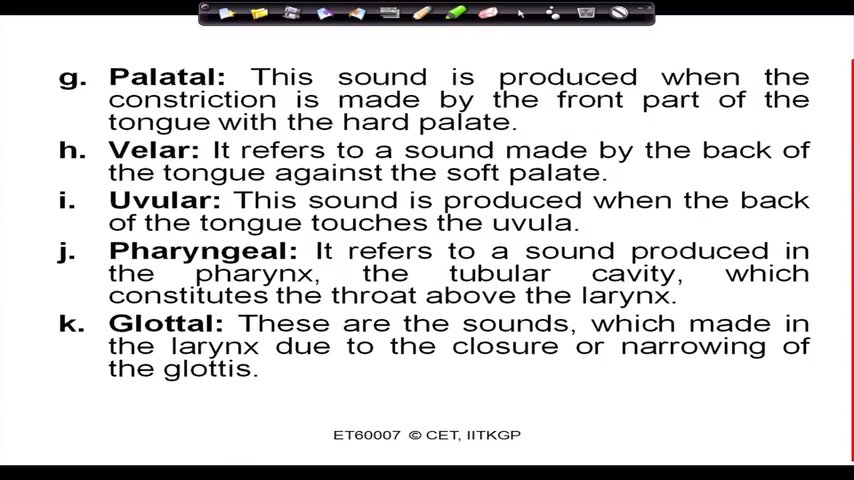 g. Palatal: This sound is produced when the
constriction is made by the front part of the
tongue with the hard palate.
h. Velar: It refers to a sound made by the back of
the tongue against the soft palate.
i. Uvular: This sound is produced when the back
of the tongue touches the uvula.
j. Pharyngeal: It refers to a sound produced in
the pharynx, the tubular cavity, which
constitutes the throat above the larynx.
k. Glottal: These are the sounds, which made in
the larynx due to the closure or narrowing of
the glottis.
ET60007 © CET, IITKGP